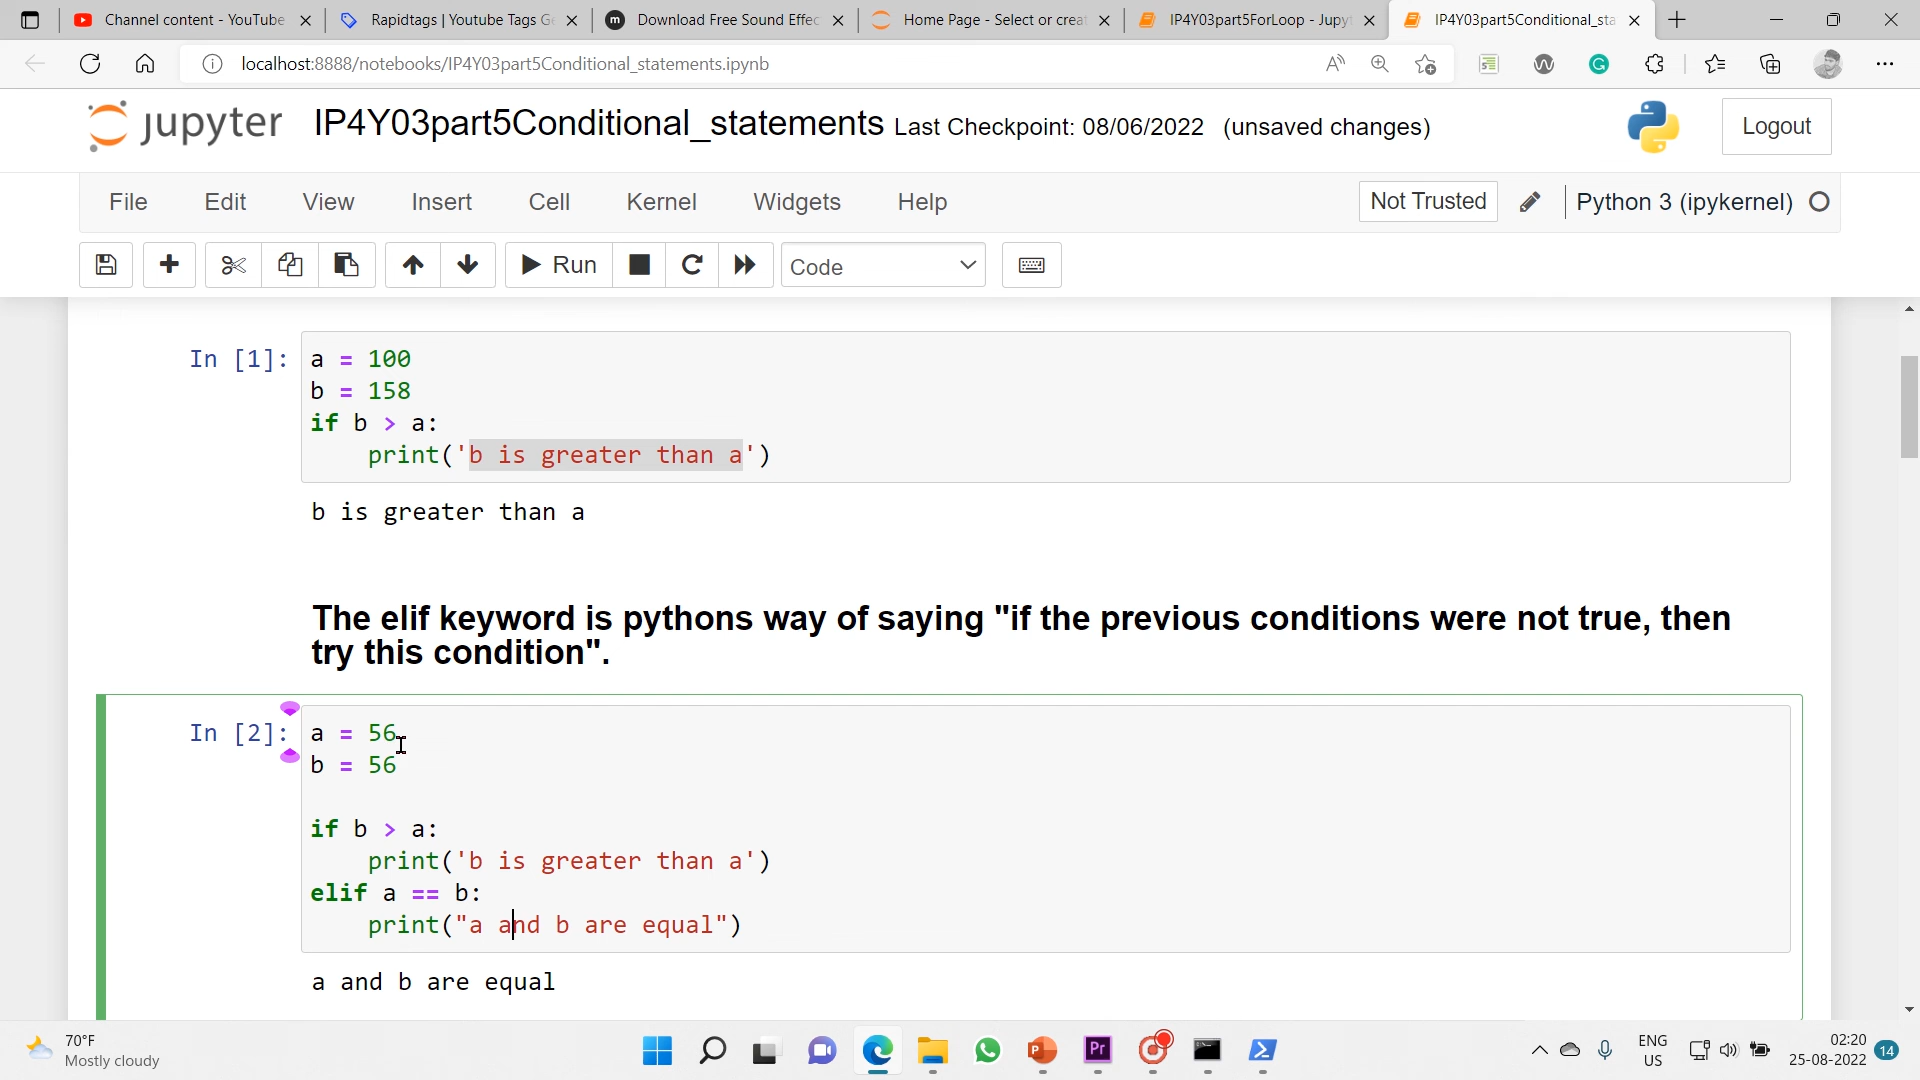 Channel content - YouTube
Rapidtags | Youtube Tags Ge
Download Free Sound Effec
Home Page - Select or creat
IP4Y03part5ForLoop - Jupyt
IP4Y03part5Conditional_sta
localhost:8888/notebooks/IP4Y03part5Conditional_statements.ipynb
jupyter IP4Y03part5Conditional_statements Last Checkpoint: 08/06/2022 (unsaved changes)
Logout
File Edit View Insert Cell Kernel Widgets Help
Not Trusted
Python 3 (ipykernel)
Run
Code
In [1]: a = 100
b = 158
if b > a:
    print('b is greater than a')
b is greater than a
The elif keyword is pythons way of saying "if the previous conditions were not true, then
try this condition".
In [2]: a = 56
b = 56
if b > a:
    print('b is greater than a')
elif a == b:
    print("a and b are equal")
a and b are equal
70°F
Mostly cloudy
Pr
ENG
US
02:20
25-08-2022
14